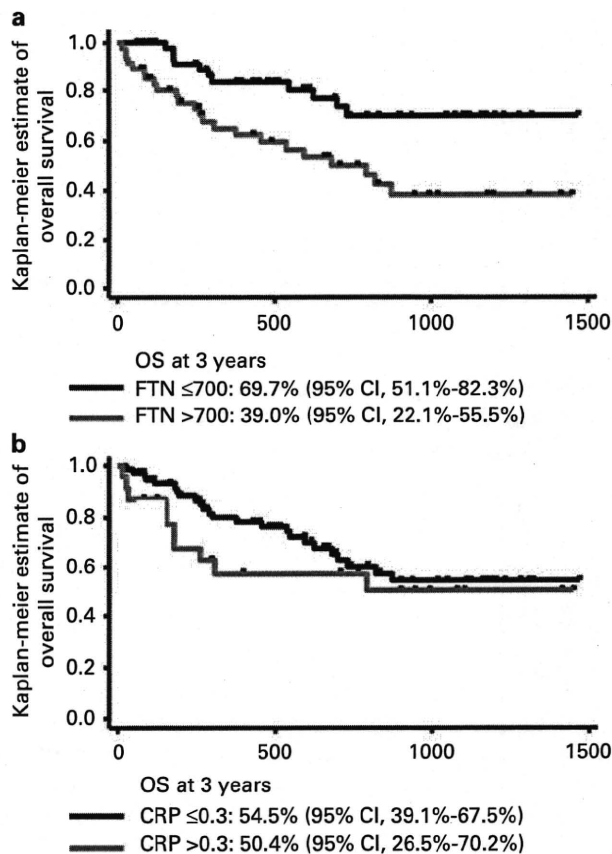 a
Kaplan-meier estimate of
overall survival
1.0
0.8
0.6
0.4
0.2
0.0
0 500 1000 1500
OS at 3 years
FTN ≤700: 69.7% (95% CI, 51.1%-82.3%)
FTN >700: 39.0% (95% CI, 22.1%-55.5%)
b
Kaplan-meier estimate of
overall survival
1.0
0.8
0.6
0.4
0.2
0.0
0 500 1000 1500
OS at 3 years
CRP ≤0.3: 54.5% (95% CI, 39.1%-67.5%)
CRP >0.3: 50.4% (95% CI, 26.5%-70.2%)